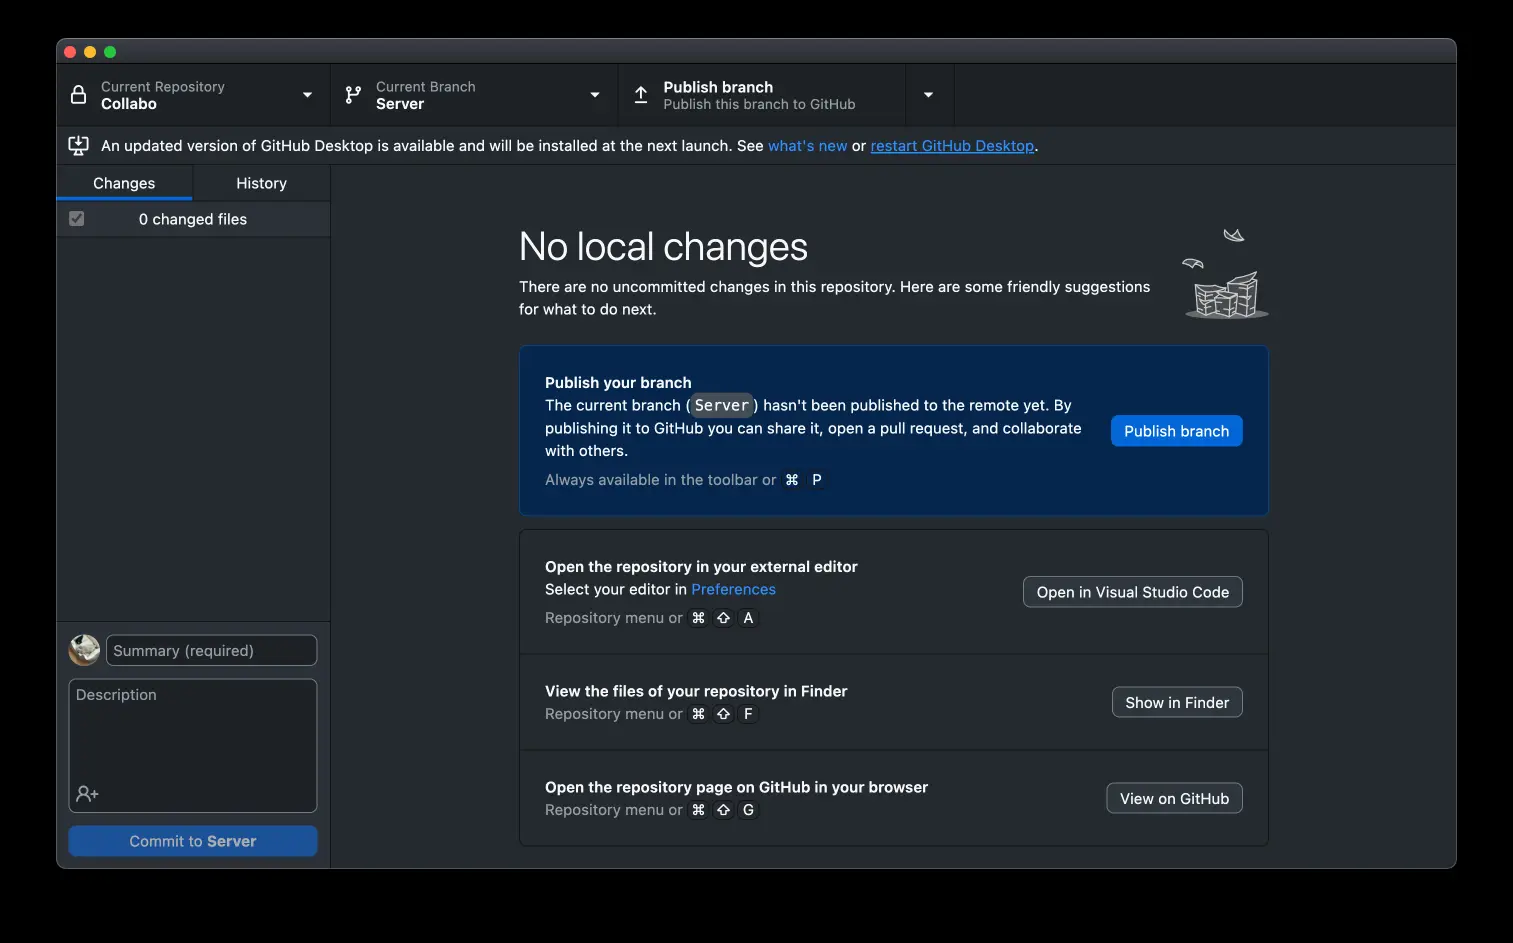 Current Repository
Collabo
Current Branch
Server
Publish branch
Publish this branch to GitHub
An updated version of GitHub Desktop is available and will be installed at the next launch. See what's new or restart GitHub Desktop.
Changes
History
0 changed files
No local changes
There are no uncommitted changes in this repository. Here are some friendly suggestions
for what to do next.
Publish your branch
The current branch (Server) hasn't been published to the remote yet. By
publishing it to GitHub you can share it, open a pull request, and collaborate
with others.
Always available in the toolbar or ⌘ P
Publish branch
Open the repository in your external editor
Select your editor in Preferences
Repository menu or ⌘ ⇧ A
Open in Visual Studio Code
View the files of your repository in Finder
Repository menu or ⌘ ⇧ F
Show in Finder
Open the repository page on GitHub in your browser
Repository menu or ⌘ ⇧ G
View on GitHub
Summary (required)
Description
Commit to Server